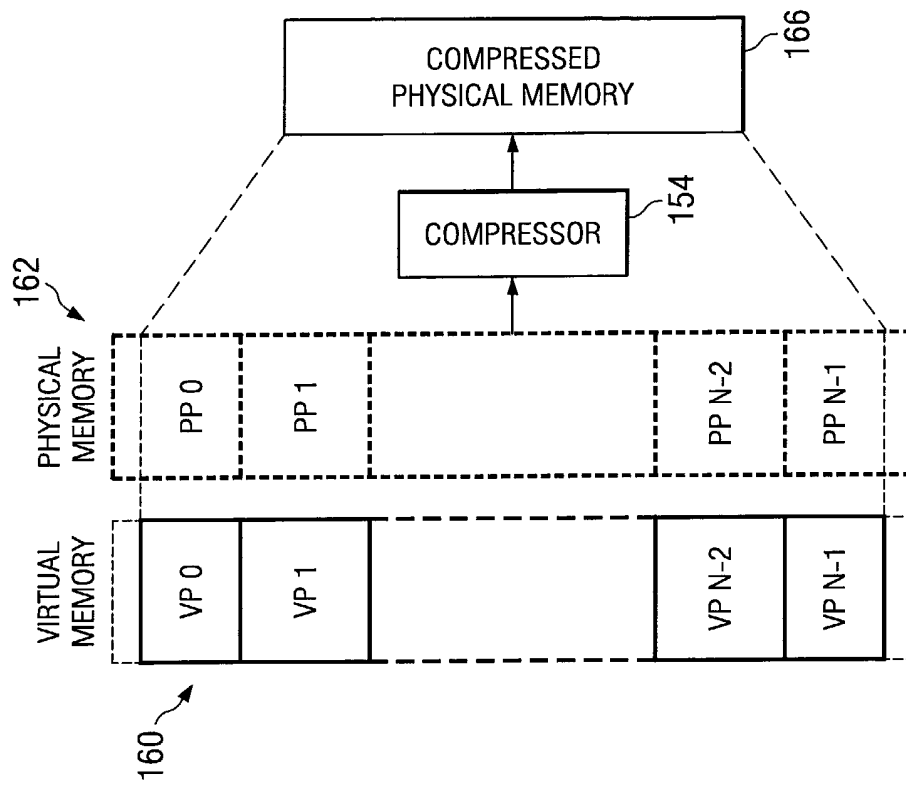 160
VIRTUAL
MEMORY
VP 0
VP 1
VP N-2
VP N-1
162
PHYSICAL
MEMORY
PP 0
PP 1
PP N-2
PP N-1
COMPRESSOR
154
COMPRESSED
PHYSICAL MEMORY
166